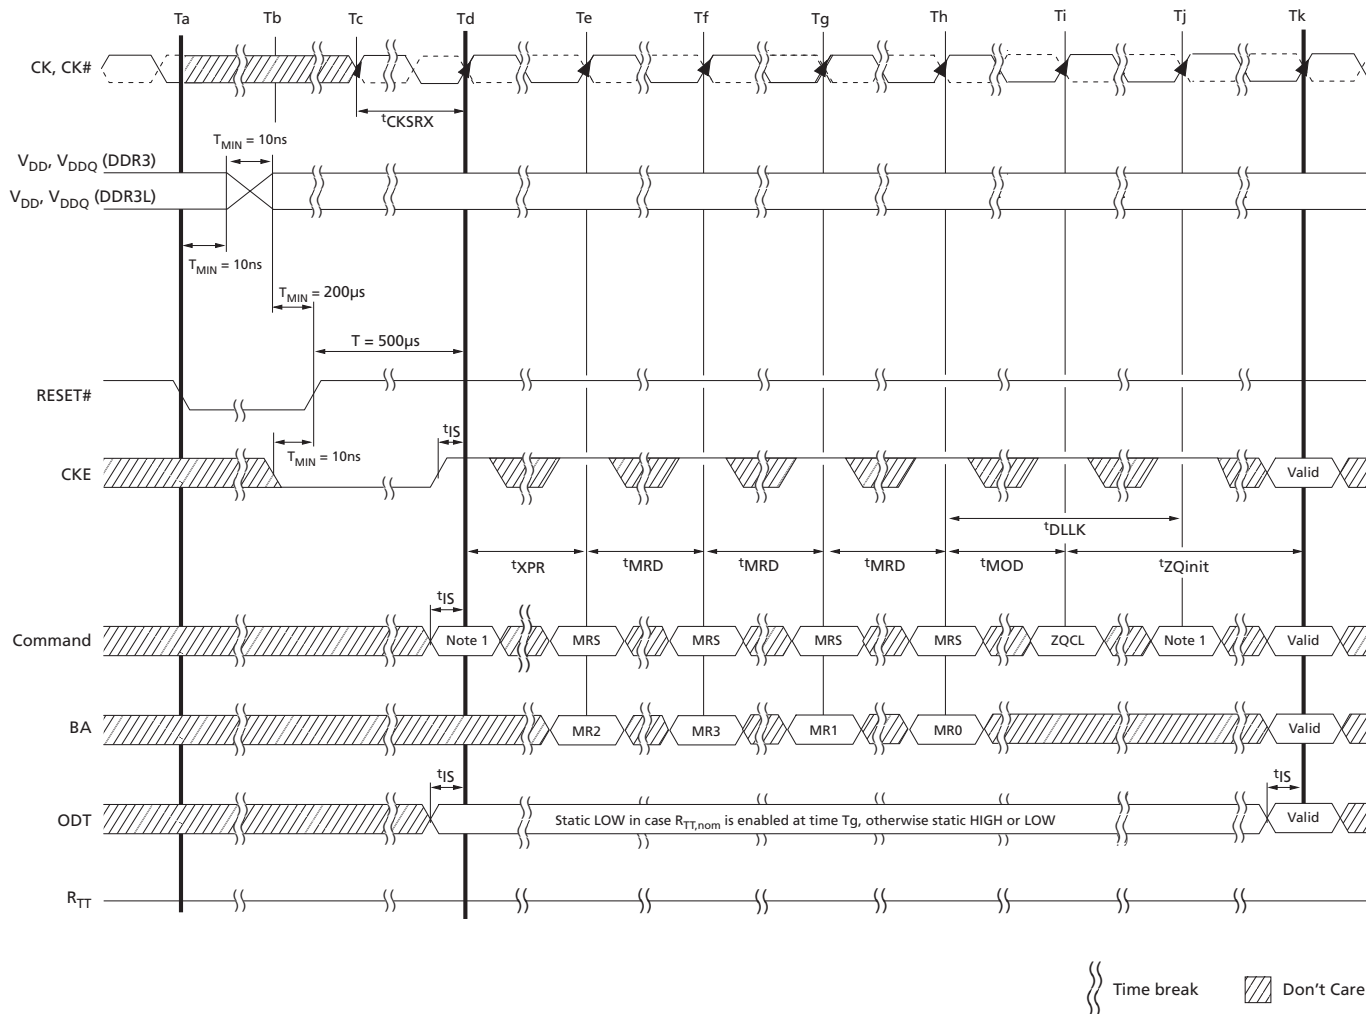 Ta Tb Tc Td Te Tf Tg Th Ti Tj Tk
CK, CK#
tCKSRX
TMIN = 10ns
VDD, VDDQ (DDR3)
VDD, VDDQ (DDR3L)
TMIN = 10ns
TMIN = 200µs
T = 500µs
RESET#
tIS
TMIN = 10ns
CKE
Valid
tDLLK
tXPR tMRD tMRD tMRD tMOD tZQinit
tIS
Command Note 1 MRS MRS MRS MRS ZQCL Note 1 Valid
BA MR2 MR3 MR1 MR0 Valid
tIS tIS
ODT Static LOW in case RTT,nom is enabled at time Tg, otherwise static HIGH or LOW Valid
RTT
Time break Don't Care